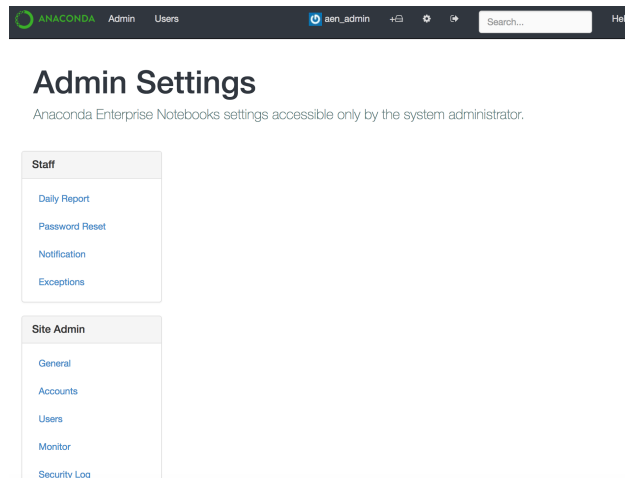 ANACONDA Admin Users aen_admin Search...
Admin Settings
Anaconda Enterprise Notebooks settings accessible only by the system administrator.
Staff
Daily Report
Password Reset
Notification
Exceptions
Site Admin
General
Accounts
Users
Monitor
Security Log